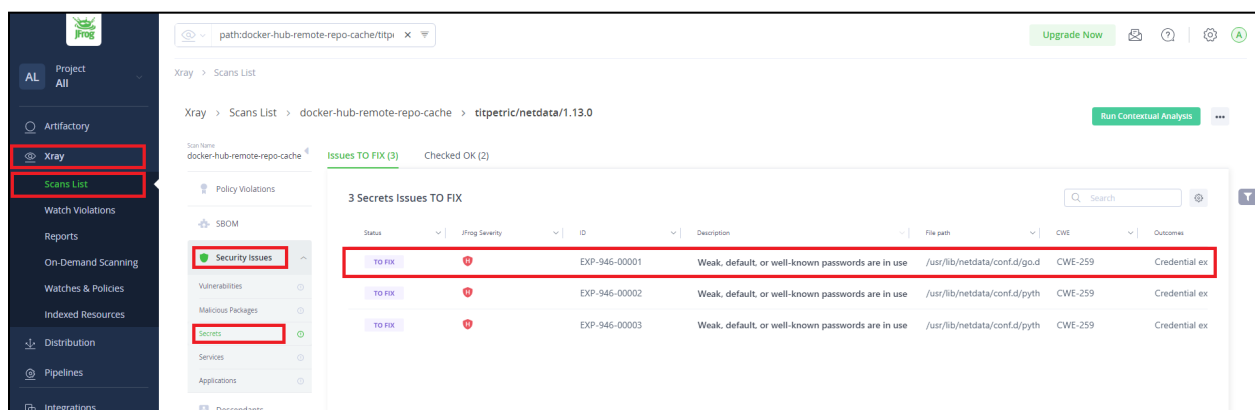 JFrog
path:docker-hub-remote-repo-cache/titp
Upgrade Now
A
AL
Project
All
Xray > Scans List
Artifactory
Xray
Scans List
Watch Violations
Reports
On-Demand Scanning
Watches & Policies
Indexed Resources
Distribution
Pipelines
Integrations
Xray > Scans List > docker-hub-remote-repo-cache > titpetric/netdata/1.13.0
Run Contextual Analysis
Scan Name
docker-hub-remote-repo-cache
Policy Violations
SBOM
Security Issues
Vulnerabilities
Malicious Packages
Secrets
Services
Applications
Descendants
Issues TO FIX (3) Checked OK (2)
3 Secrets Issues TO FIX
Search
Status JFrog Severity ID Description File path CWE Outcomes
TO FIX H EXP-946-00001 Weak, default, or well-known passwords are in use /usr/lib/netdata/conf.d/go.d CWE-259 Credential ex
TO FIX H EXP-946-00002 Weak, default, or well-known passwords are in use /usr/lib/netdata/conf.d/pyth CWE-259 Credential ex
TO FIX H EXP-946-00003 Weak, default, or well-known passwords are in use /usr/lib/netdata/conf.d/pyth CWE-259 Credential ex